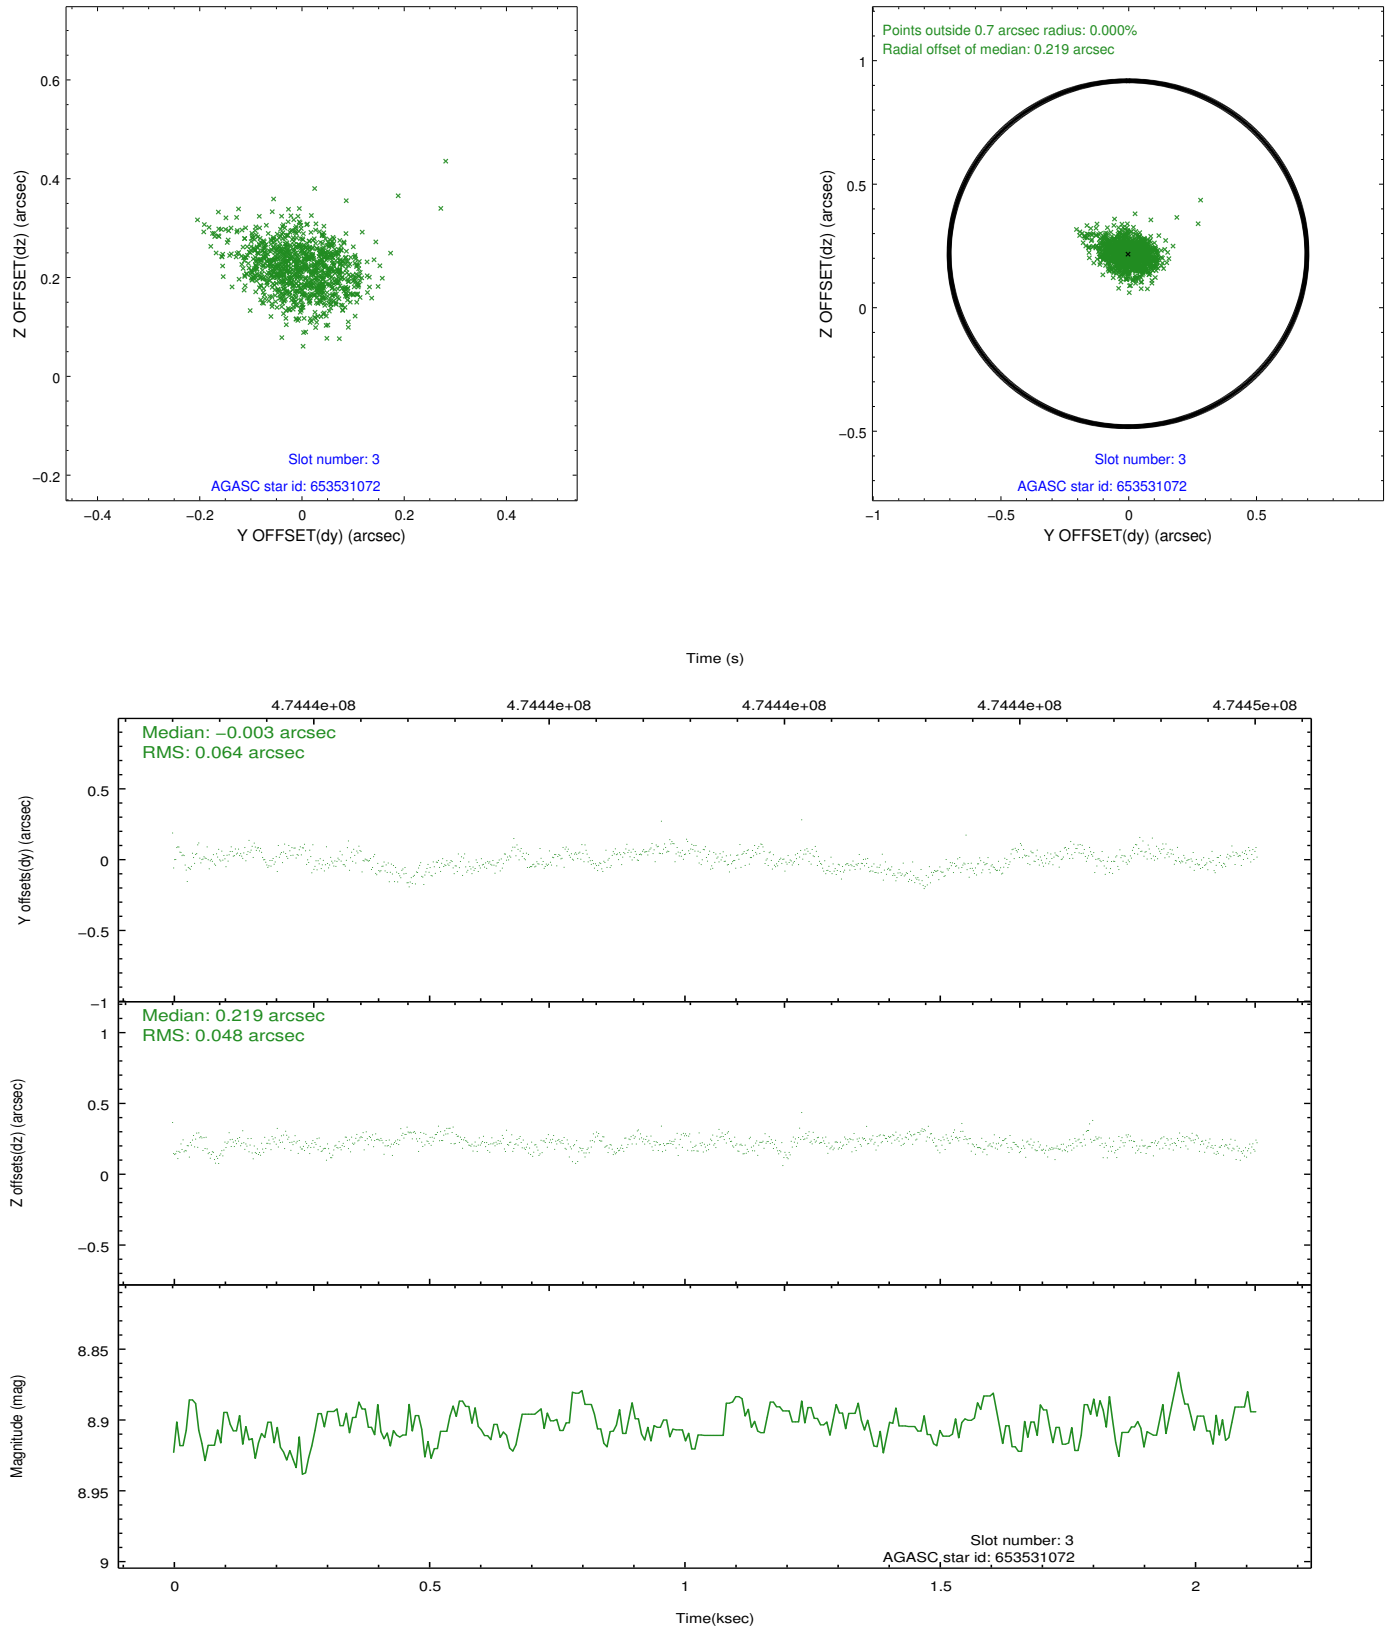 0.6
0.4
0.2
0
−0.2
Z OFFSET(dz) (arcsec)
Slot number: 3
AGASC star id: 653531072
−0.4 −0.2 0 0.2 0.4
Y OFFSET(dy) (arcsec)
Points outside 0.7 arcsec radius: 0.000%
Radial offset of median: 0.219 arcsec
1
0.5
0
−0.5
Z OFFSET(dz) (arcsec)
Slot number: 3
AGASC star id: 653531072
−1 −0.5 0 0.5
Y OFFSET(dy) (arcsec)
Time (s)
4.7444e+08 4.7444e+08 4.7444e+08 4.7444e+08 4.7445e+08
Median: −0.003 arcsec
RMS: 0.064 arcsec
0.5
0
−0.5
−1
Y offsets(dy) (arcsec)
Median: 0.219 arcsec
RMS: 0.048 arcsec
1
0.5
0
−0.5
Z offsets(dz) (arcsec)
8.85
8.9
8.95
9
Magnitude (mag)
Slot number: 3
AGASC star id: 653531072
0 0.5 1 1.5 2
Time(ksec)